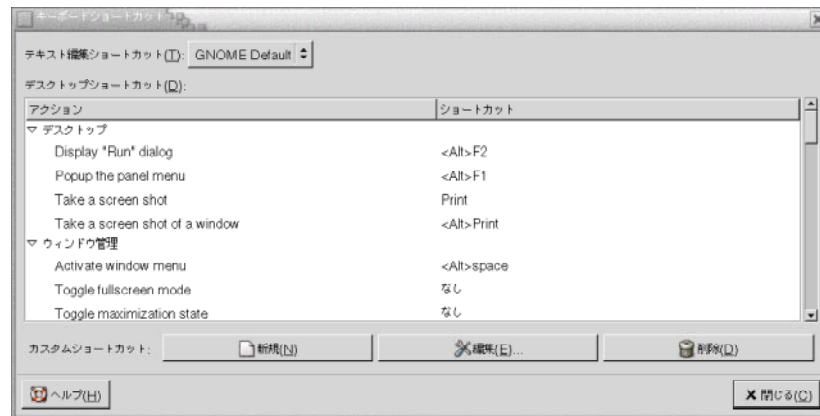 キーボードショートカット
テキスト編集ショートカット(T): GNOME Default
デスクトップショートカット(D):
アクション ショートカット
デスクトップ
Display "Run" dialog <Alt>F2
Popup the panel menu <Alt>F1
Take a screen shot Print
Take a screen shot of a window <Alt>Print
ウィンドウ管理
Activate window menu <Alt>space
Toggle fullscreen mode なし
Toggle maximization state なし
カスタムショートカット: 新規(N) 編集(E)... 削除(D)
ヘルプ(H) 閉じる(C)